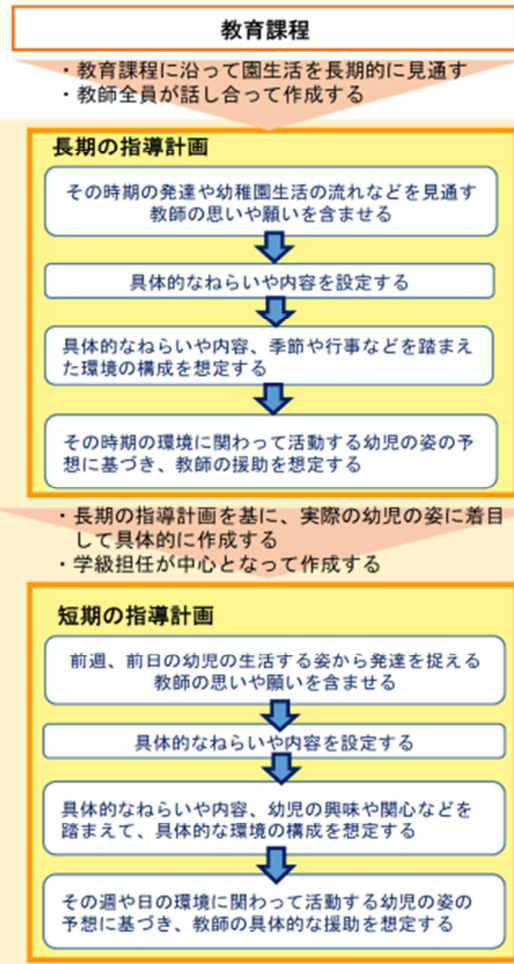 教育課程
・教育課程に沿って園生活を長期的に見通す
・教師全員が話し合って作成する
長期の指導計画
その時期の発達や幼稚園生活の流れなどを見通す
教師の思いや願いを含ませる
具体的なねらいや内容を設定する
具体的なねらいや内容、季節や行事などを踏まえ
た環境の構成を想定する
その時期の環境に関わって活動する幼児の姿の予
想に基づき、教師の援助を想定する
・長期の指導計画を基に、実際の幼児の姿に着目
して具体的に作成する
・学級担任が中心となって作成する
短期の指導計画
前週、前日の幼児の生活する姿から発達を捉える
教師の思いや願いを含ませる
具体的なねらいや内容を設定する
具体的なねらいや内容、幼児の興味や関心などを
踏まえて、具体的な環境の構成を想定する
その週や日の環境に関わって活動する幼児の姿の
予想に基づき、教師の具体的な援助を想定する